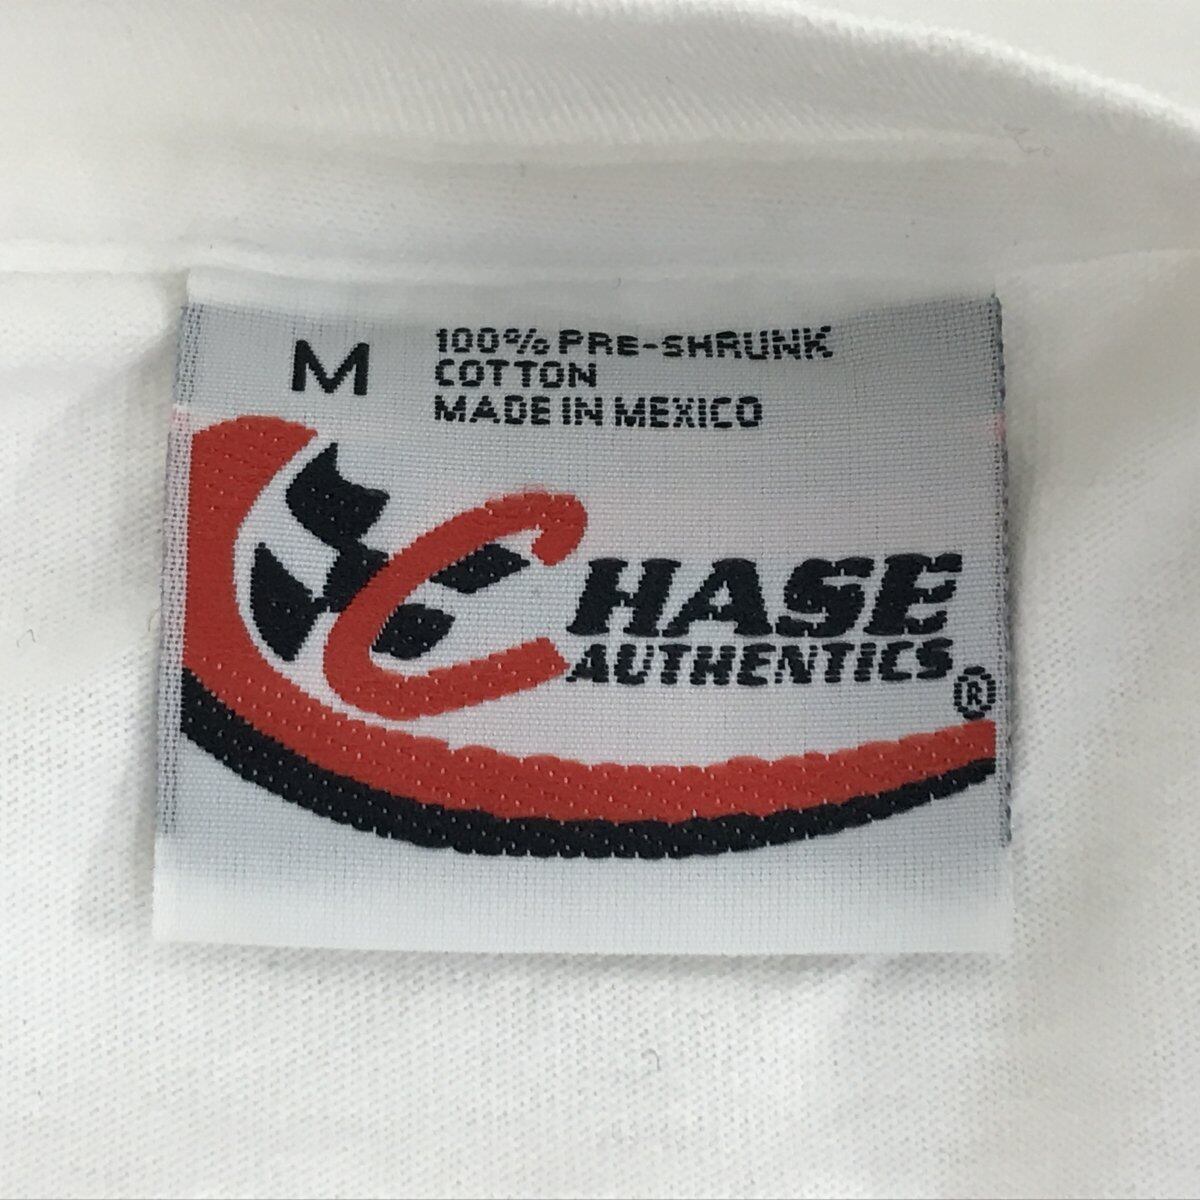 M
100% PRE-SHRUNK
COTTON
MADE IN MEXICO
CHASE
AUTHENTICS®